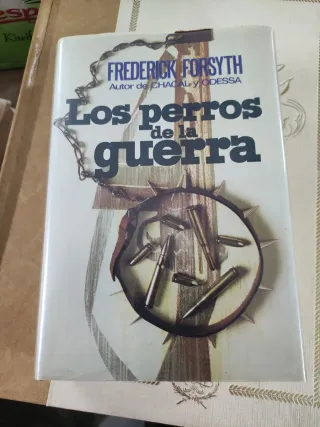 FREDERICK FORSYTH
Autor de CHACAL y ODESSA
Los perros
de la
guerra